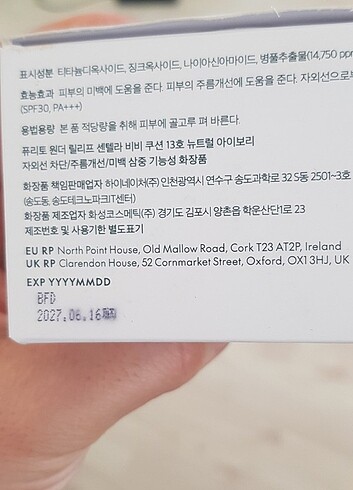 표시성분 티타늄디옥사이드, 징크옥사이드, 나이아신아마이드, 병풀추출물(14,750 ppm
효능효과 피부의 미백에 도움을 준다. 피부의 주름개선에 도움을 준다. 자외선으로부
(SPF30, PA+++)
용법용량 본 품 적당량을 취해 피부에 골고루 펴 바른다.
퓨리토 원더 릴리프 센텔라 비비 쿠션 13호 뉴트럴 아이보리
자외선 차단/주름개선/미백 삼중 기능성 화장품
화장품 책임판매업자 하이네이처(주) 인천광역시 연수구 송도과학로 32 S동 2501~3호
(송도동, 송도테크노파크IT센터)
화장품 제조업자 화성코스메틱(주) 경기도 김포시 양촌읍 학운산단1로 23
제조번호 및 사용기한 별도표기
EU RP North Point House, Old Mallow Road, Cork T23 AT2P, Ireland
UK RP Clarendon House, 52 Cornmarket Street, Oxford, OX1 3HJ, UK
EXP YYYYMMDD
BFD
2027.06.16